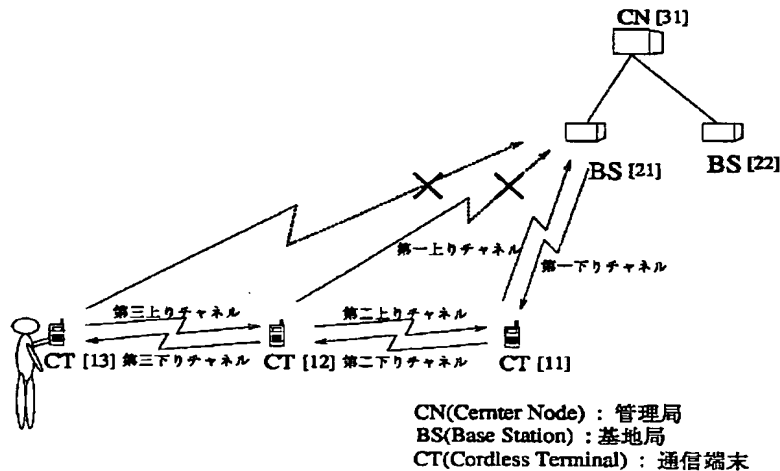 CN [31]
BS [21]
BS [22]
第一上りチャネル
第一下りチャネル
第三上りチャネル
第二上りチャネル
CT [13]
第三下りチャネル
CT [12]
第二下りチャネル
CT [11]
CN(Cernter Node) : 管理局
BS(Base Station) : 基地局
CT(Cordless Terminal) : 通信端末